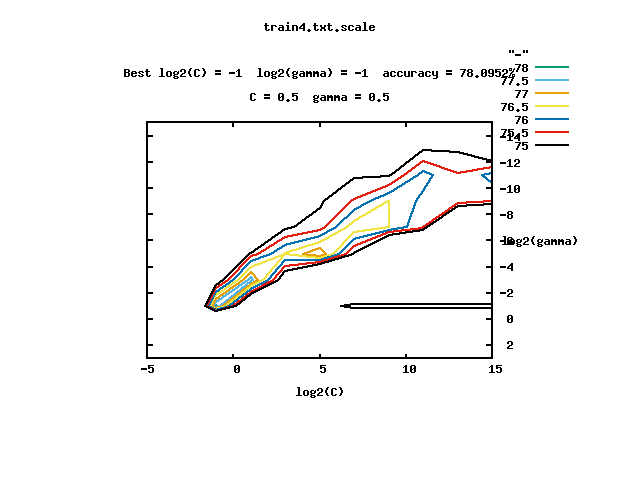 train4.txt.scale
"-"
Best log2(C) = -1 log2(gamma) = -1 accuracy = 78.0952%
78
77.5
77
C = 0.5 gamma = 0.5
76.5
76
75.5
75
-14
-12
-10
-8
-6
log2(gamma)
-4
-2
0
2
-5 0 5 10 15
log2(C)